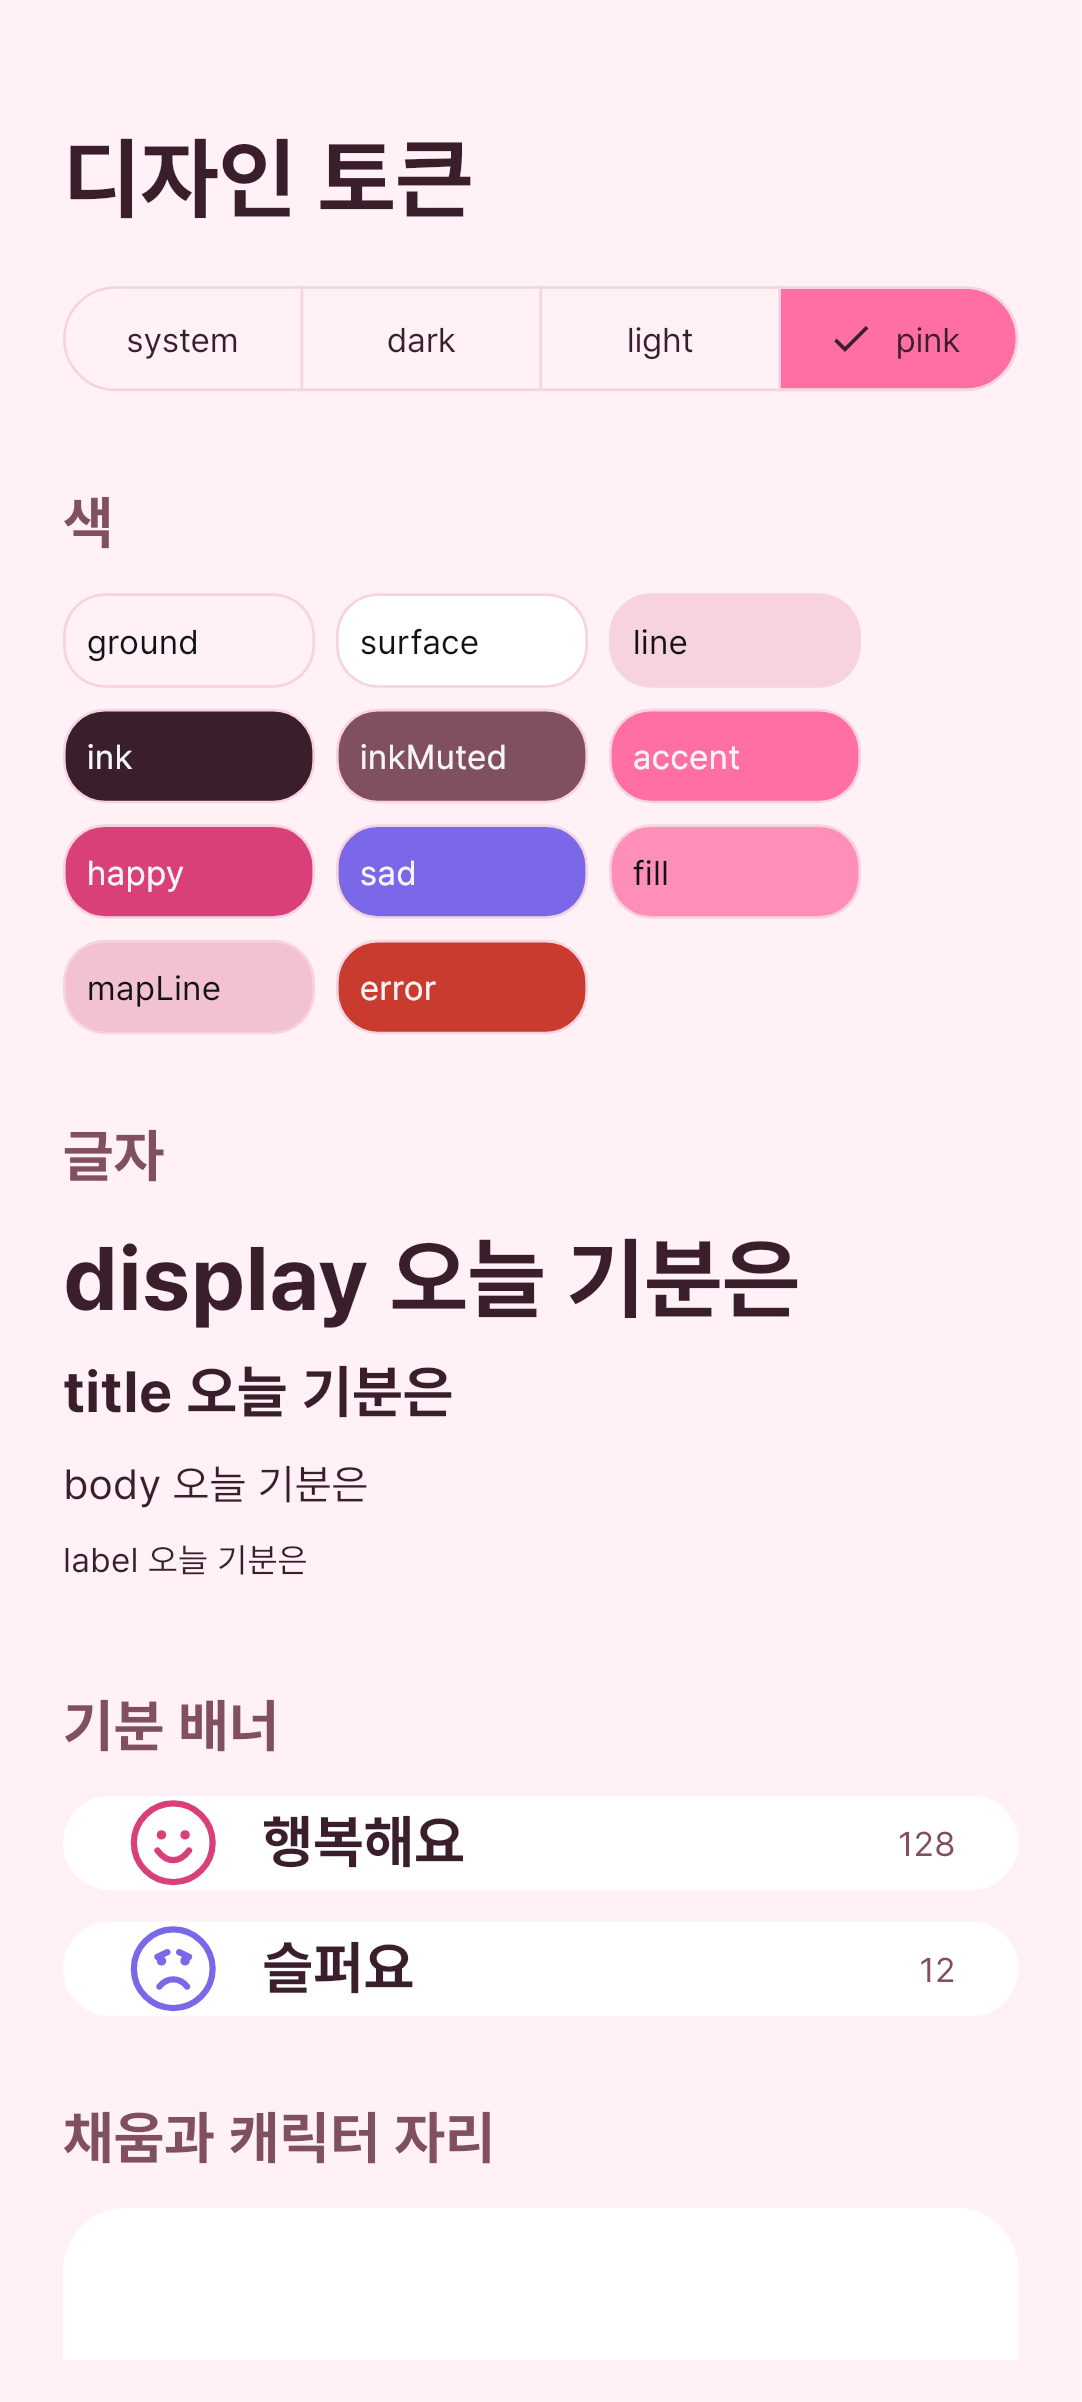 디자인 토큰
system dark light pink
색
ground surface line
ink inkMuted accent
happy sad fill
mapLine error
글자
display 오늘 기분은
title 오늘 기분은
body 오늘 기분은
label 오늘 기분은
기분 배너
행복해요 128
슬퍼요 12
채움과 캐릭터 자리